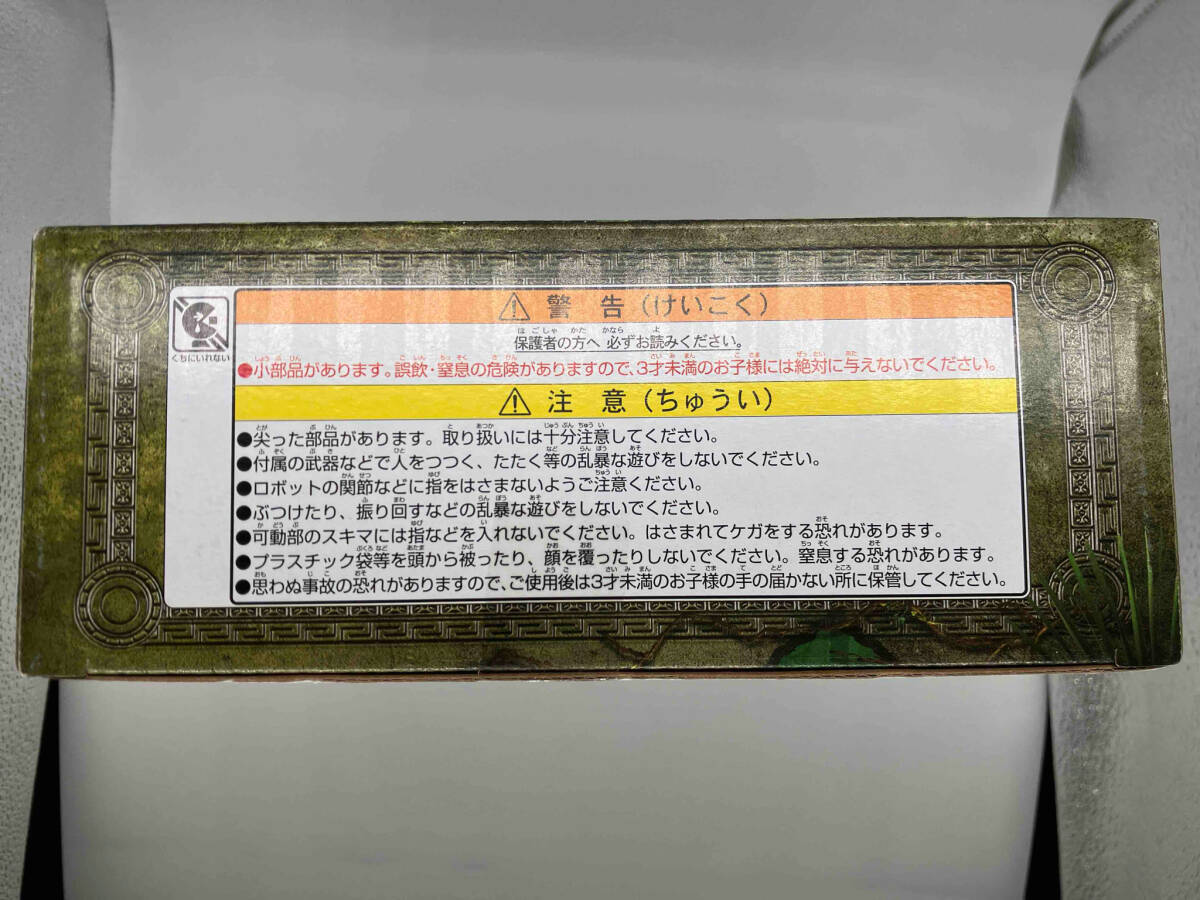 くちにいれない
⚠ 警告（けいこく）
保護者の方へ 必ずお読みください。
●小部品があります。誤飲・窒息の危険がありますので、3才未満のお子様には絶対に与えないでください。
⚠ 注意（ちゅうい）
●尖った部品があります。取り扱いには十分注意してください。
●付属の武器などで人をつつく、たたく等の乱暴な遊びをしないでください。
●ロボットの関節などに指をはさまないようご注意ください。
●ぶつけたり、振り回すなどの乱暴な遊びをしないでください。
●可動部のスキマには指などを入れないでください。はさまれてケガをする恐れがあります。
●プラスチック袋等を頭から被ったり、顔を覆ったりしないでください。窒息する恐れがあります。
●思わぬ事故の恐れがありますので、ご使用後は3才未満のお子様の手の届かない所に保管してください。